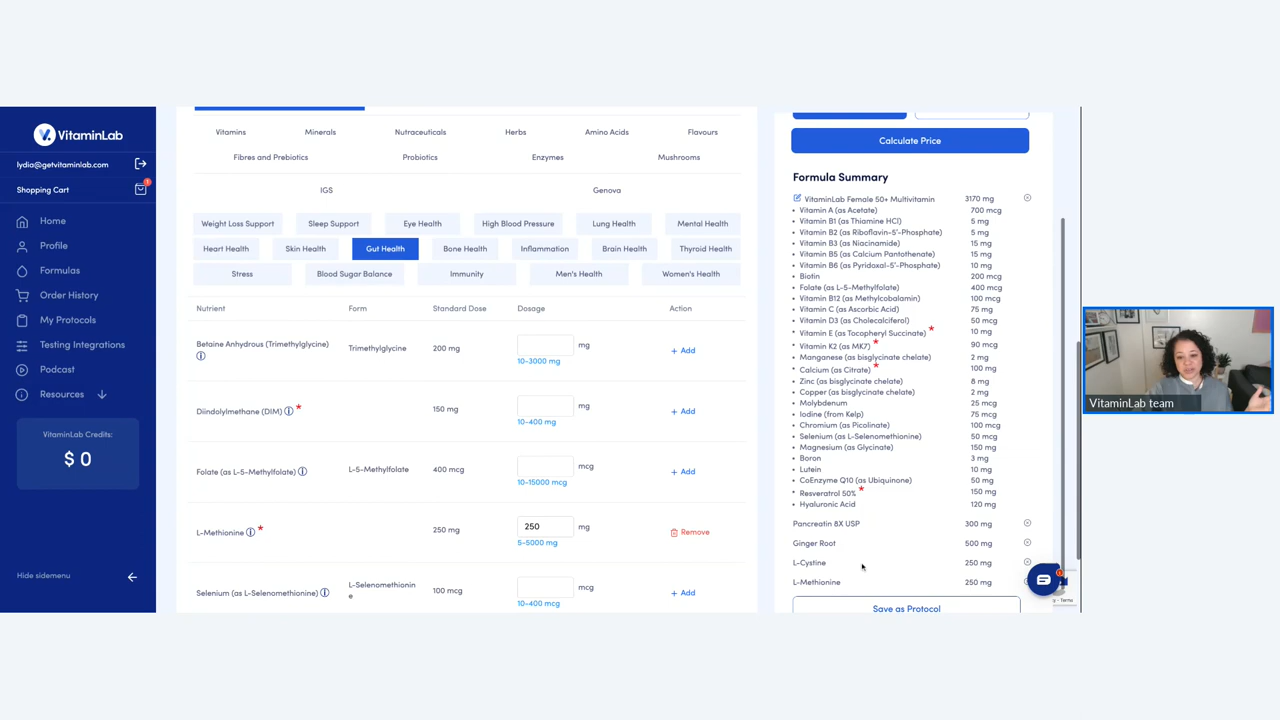 VitaminLab
lydia@getvitaminlab.com
Shopping Cart
1
Home
Profile
Formulas
Order History
My Protocols
Testing Integrations
Podcast
Resources
VitaminLab Credits:
$ 0
Hide sidemenu
Vitamins Minerals Nutraceuticals Herbs Amino Acids Flavours
Fibres and Prebiotics Probiotics Enzymes Mushrooms
IGS Genova
Weight Loss Support Sleep Support Eye Health High Blood Pressure Lung Health Mental Health
Heart Health Skin Health Gut Health Bone Health Inflammation Brain Health Thyroid Health
Stress Blood Sugar Balance Immunity Men's Health Women's Health
Nutrient Form Standard Dose Dosage Action
Betaine Anhydrous (Trimethylglycine) Trimethylglycine 200 mg mg + Add
10-3000 mg
Diindolylmethane (DIM) * 150 mg mg + Add
10-400 mg
Folate (as L-5-Methylfolate) L-5-Methylfolate 400 mcg mcg + Add
10-15000 mcg
L-Methionine * 250 mg 250 mg Remove
5-5000 mg
Selenium (as L-Selenomethionine) L-Selenomethionin
e 100 mcg mcg + Add
10-400 mcg
Calculate Price
Formula Summary
VitaminLab Female 50+ Multivitamin 3170 mg
• Vitamin A (as Acetate) 700 mcg
• Vitamin B1 (as Thiamine HCl) 5 mg
• Vitamin B2 (as Riboflavin-5'-Phosphate) 5 mg
• Vitamin B3 (as Niacinamide) 15 mg
• Vitamin B5 (as Calcium Pantothenate) 15 mg
• Vitamin B6 (as Pyridoxal-5'-Phosphate) 10 mg
• Biotin 200 mcg
• Folate (as L-5-Methylfolate) 400 mcg
• Vitamin B12 (as Methylcobalamin) 100 mcg
• Vitamin C (as Ascorbic Acid) 75 mg
• Vitamin D3 (as Cholecalciferol) 50 mcg
• Vitamin E (as Tocopheryl Succinate) * 10 mg
• Vitamin K2 (as MK7) * 90 mcg
• Manganese (as bisglycinate chelate) 2 mg
• Calcium (as Citrate) * 100 mg
• Zinc (as bisglycinate chelate) 8 mg
• Copper (as bisglycinate chelate) 2 mg
• Molybdenum 25 mcg
• Iodine (from Kelp) 75 mcg
• Chromium (as Picolinate) 100 mcg
• Selenium (as L-Selenomethionine) 50 mcg
• Magnesium (as Glycinate) 150 mg
• Boron 3 mg
• Lutein 10 mg
• CoEnzyme Q10 (as Ubiquinone) 50 mg
• Resveratrol 50% * 150 mg
• Hyaluronic Acid 120 mg
Pancreatin 8X USP 300 mg
Ginger Root 500 mg
L-Cystine 250 mg
L-Methionine 250 mg
Save as Protocol
- Terms
VitaminLab team